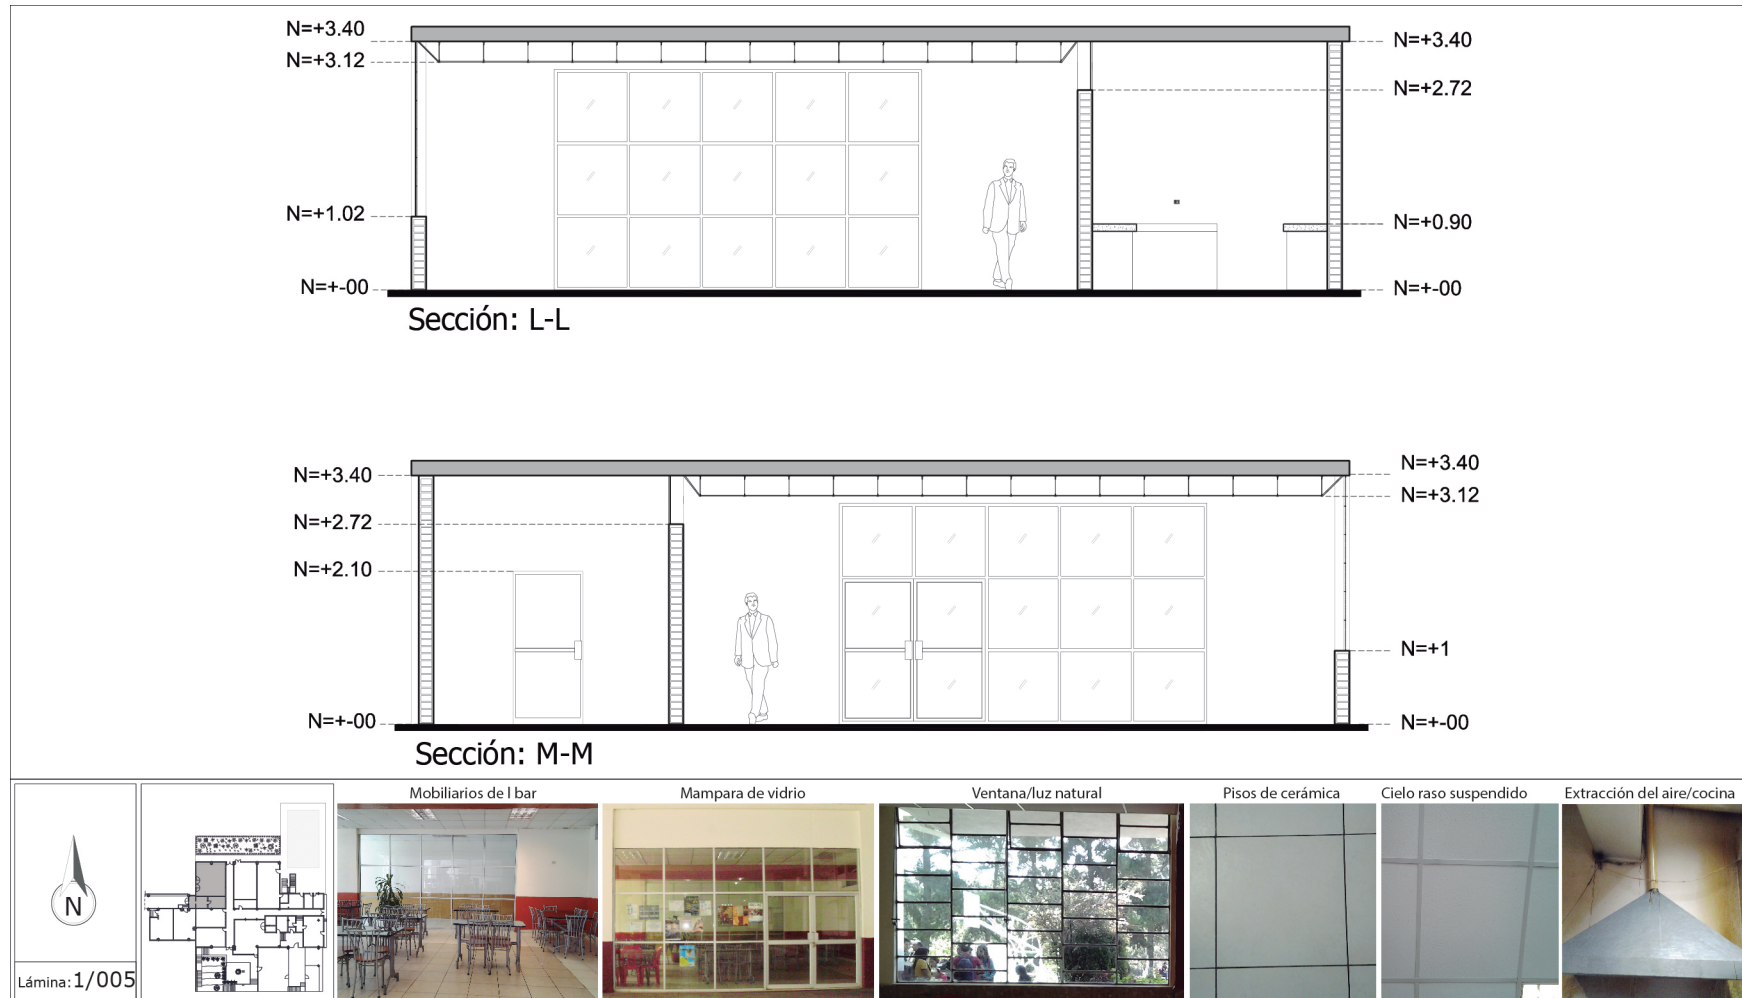 N=+3.40
N=+3.12
N=+1.02
N=+-00
N=+3.40
N=+2.72
N=+0.90
N=+-00
Sección: L-L
N=+3.40
N=+2.72
N=+2.10
N=+-00
N=+3.40
N=+3.12
N=+1
N=+-00
Sección: M-M
N
Lámina: 1/005
Mobiliarios de l bar
Mampara de vidrio
Ventana/luz natural
Pisos de cerámica
Cielo raso suspendido
Extracción del aire/cocina